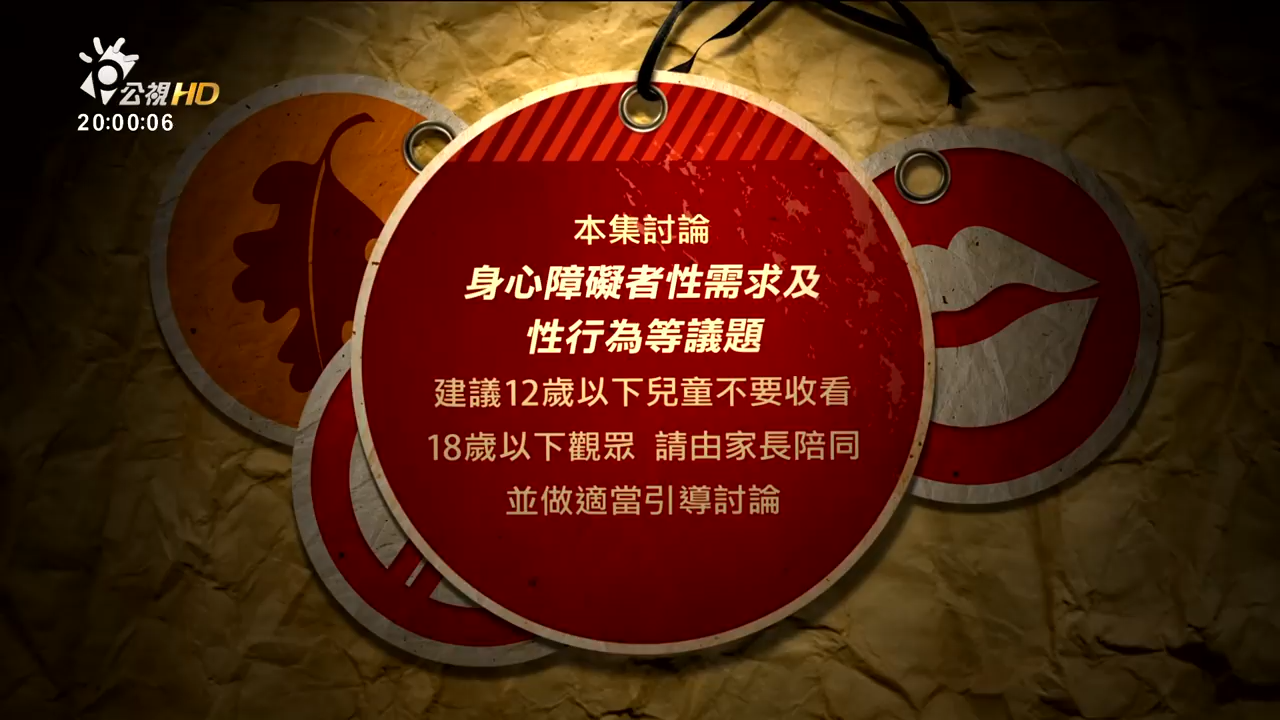 公視HD
20:00:06
本集討論
身心障礙者性需求及
性行為等議題
建議12歲以下兒童不要收看
18歲以下觀眾 請由家長陪同
並做適當引導討論